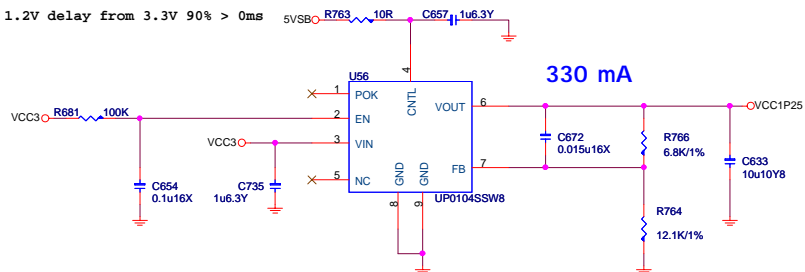 1.2V delay from 3.3V 90% > 0ms
5VSB
R763
10R
C657
1u6.3Y
330 mA
U56
4
CNTL
1
POK
VOUT
6
VCC1P25
VCC3
R681
100K
2
EN
C672
0.015u16X
R766
6.8K/1%
VCC3
3
VIN
C633
10u10Y8
7
FB
C654
0.1u16X
C735
1u6.3Y
5
NC
GND
GND
UP0104SSW8
8
9
R764
12.1K/1%